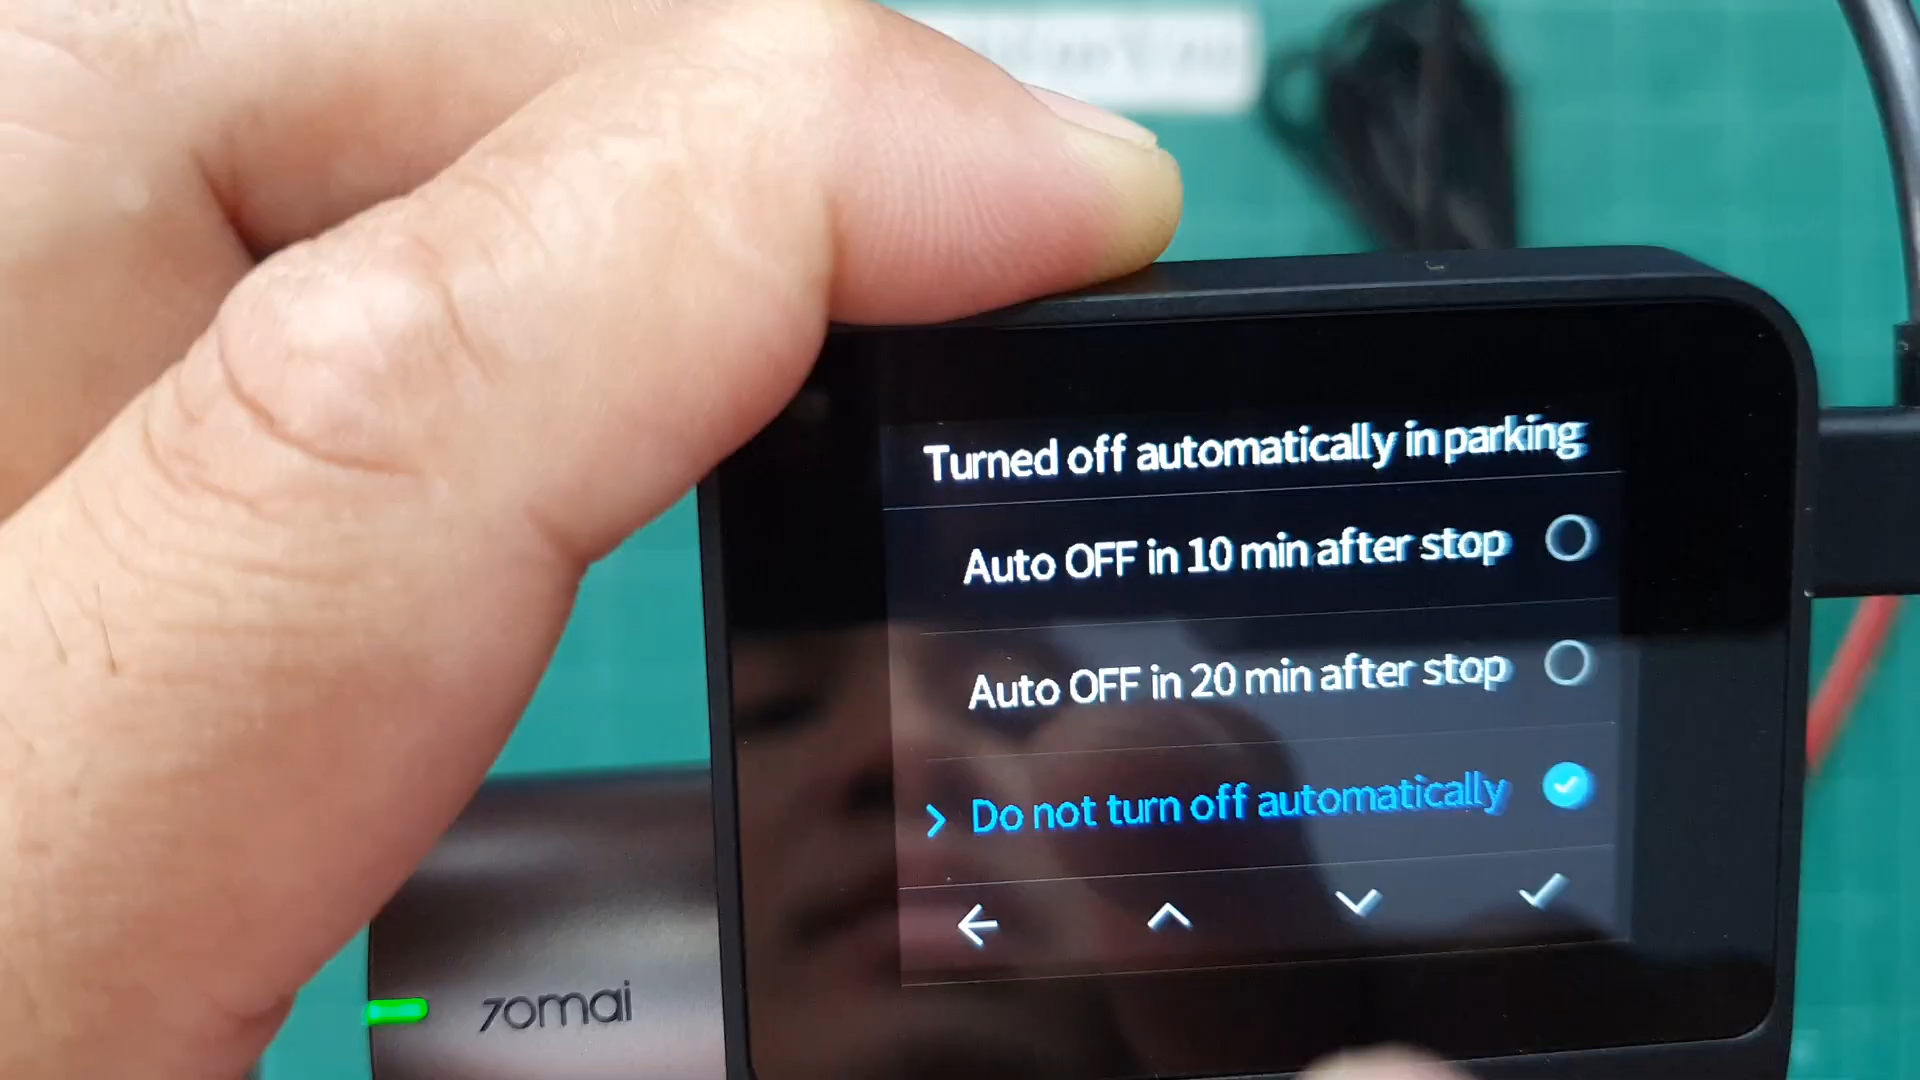 Turned off automatically in parking
Auto OFF in 10 min after stop
Auto OFF in 20 min after stop
Do not turn off automatically
70mai